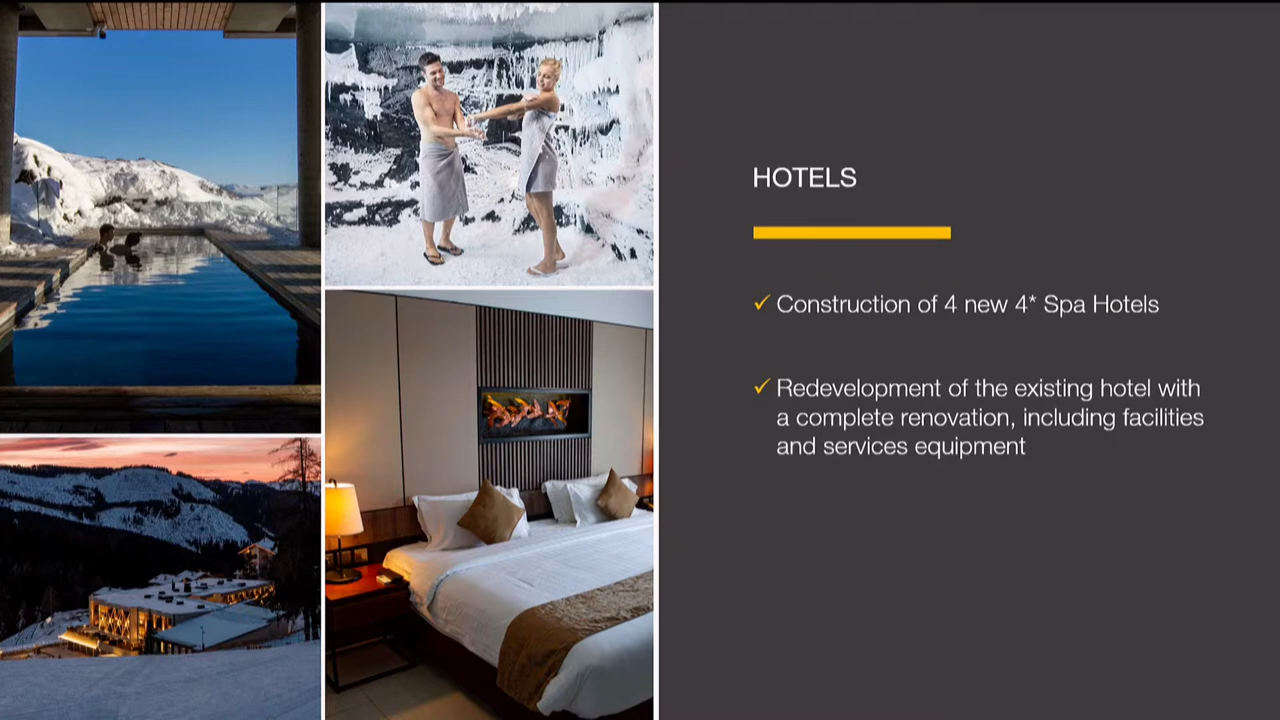 HOTELS
✓ Construction of 4 new 4* Spa Hotels
✓ Redevelopment of the existing hotel with
a complete renovation, including facilities
and services equipment